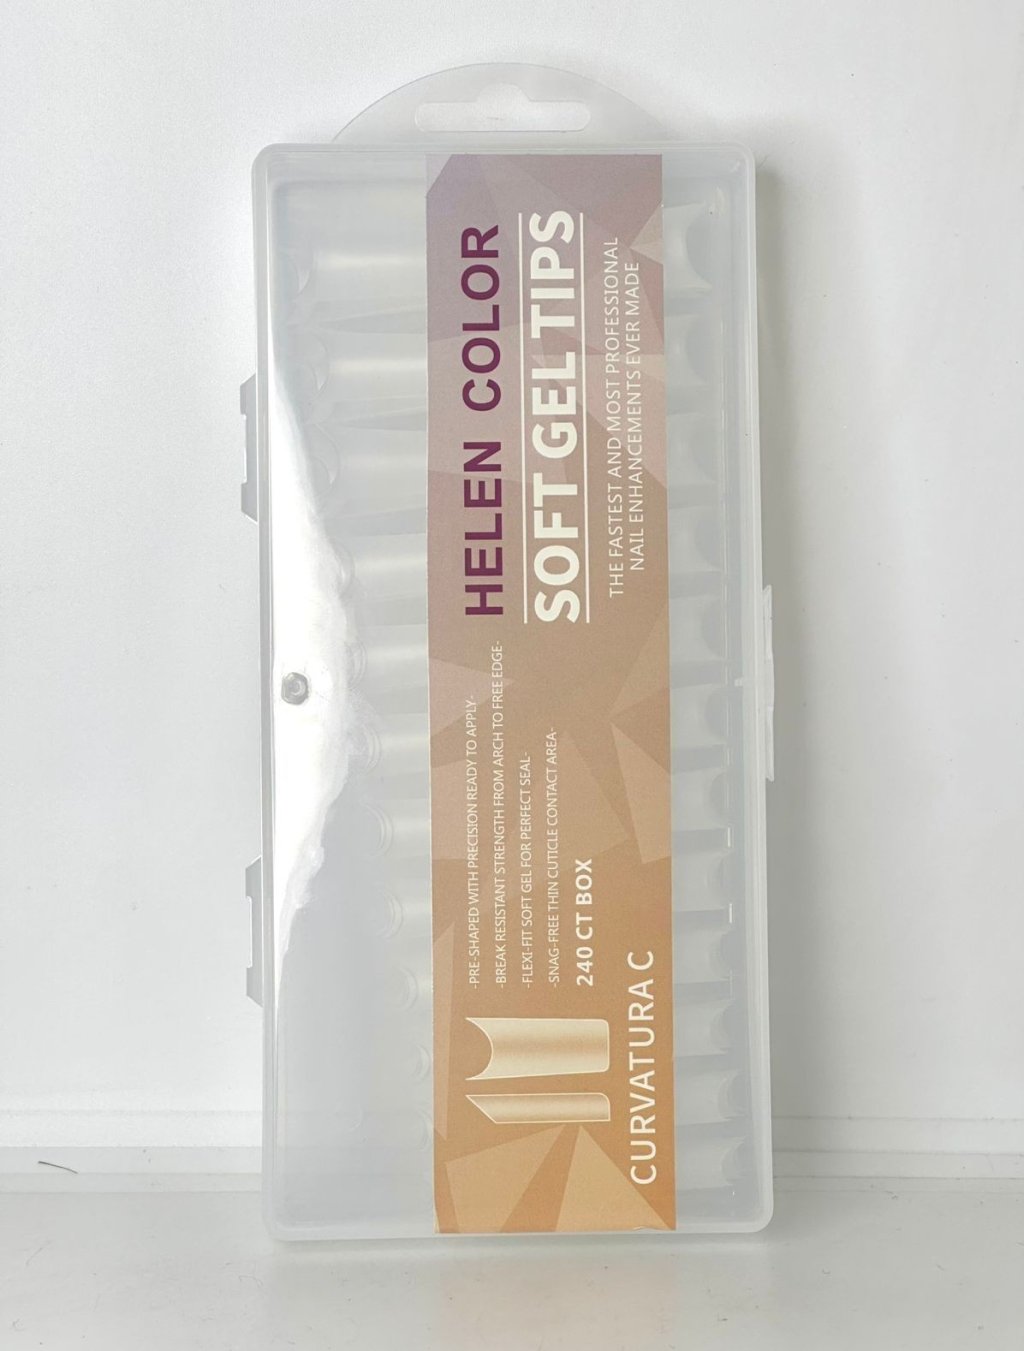 HELEN COLOR
SOFT GEL TIPS
THE FASTEST AND MOST PROFESSIONAL
NAIL ENHANCEMENTS EVER MADE
-PRE-SHAPED WITH PRECISION READY TO APPLY-
-BREAK RESISTANT STRENGTH FROM ARCH TO FREE EDGE-
-FLEXI-FIT SOFT GEL FOR PERFECT SEAL-
-SNAG-FREE THIN CUTICLE CONTACT AREA-
240 CT BOX
CURVATURA C